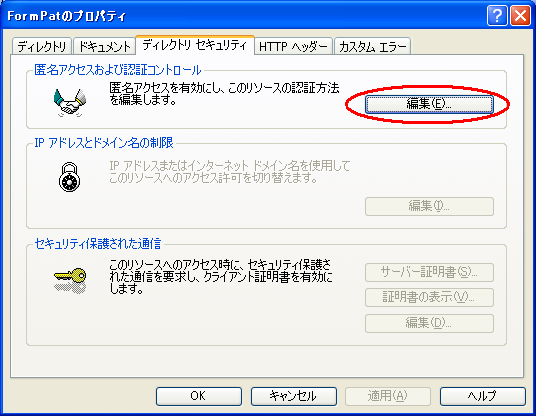 FormPatのプロパティ
ディレクトリ ドキュメント ディレクトリ セキュリティ HTTP ヘッダー カスタム エラー
匿名アクセスおよび認証コントロール
匿名アクセスを有効にし、このリソースの認証方法
を編集します。
編集(E)...
IP アドレスとドメイン名の制限
IP アドレスまたはインターネット ドメイン名を使用して
このリソースへのアクセス許可を切り替えます。
編集(I)...
セキュリティ保護された通信
このリソースへのアクセス時に、セキュリティ保護さ
れた通信を要求し、クライアント証明書を有効に
します。
サーバー証明書(S)...
証明書の表示(V)...
編集(D)...
OK キャンセル 適用(A) ヘルプ